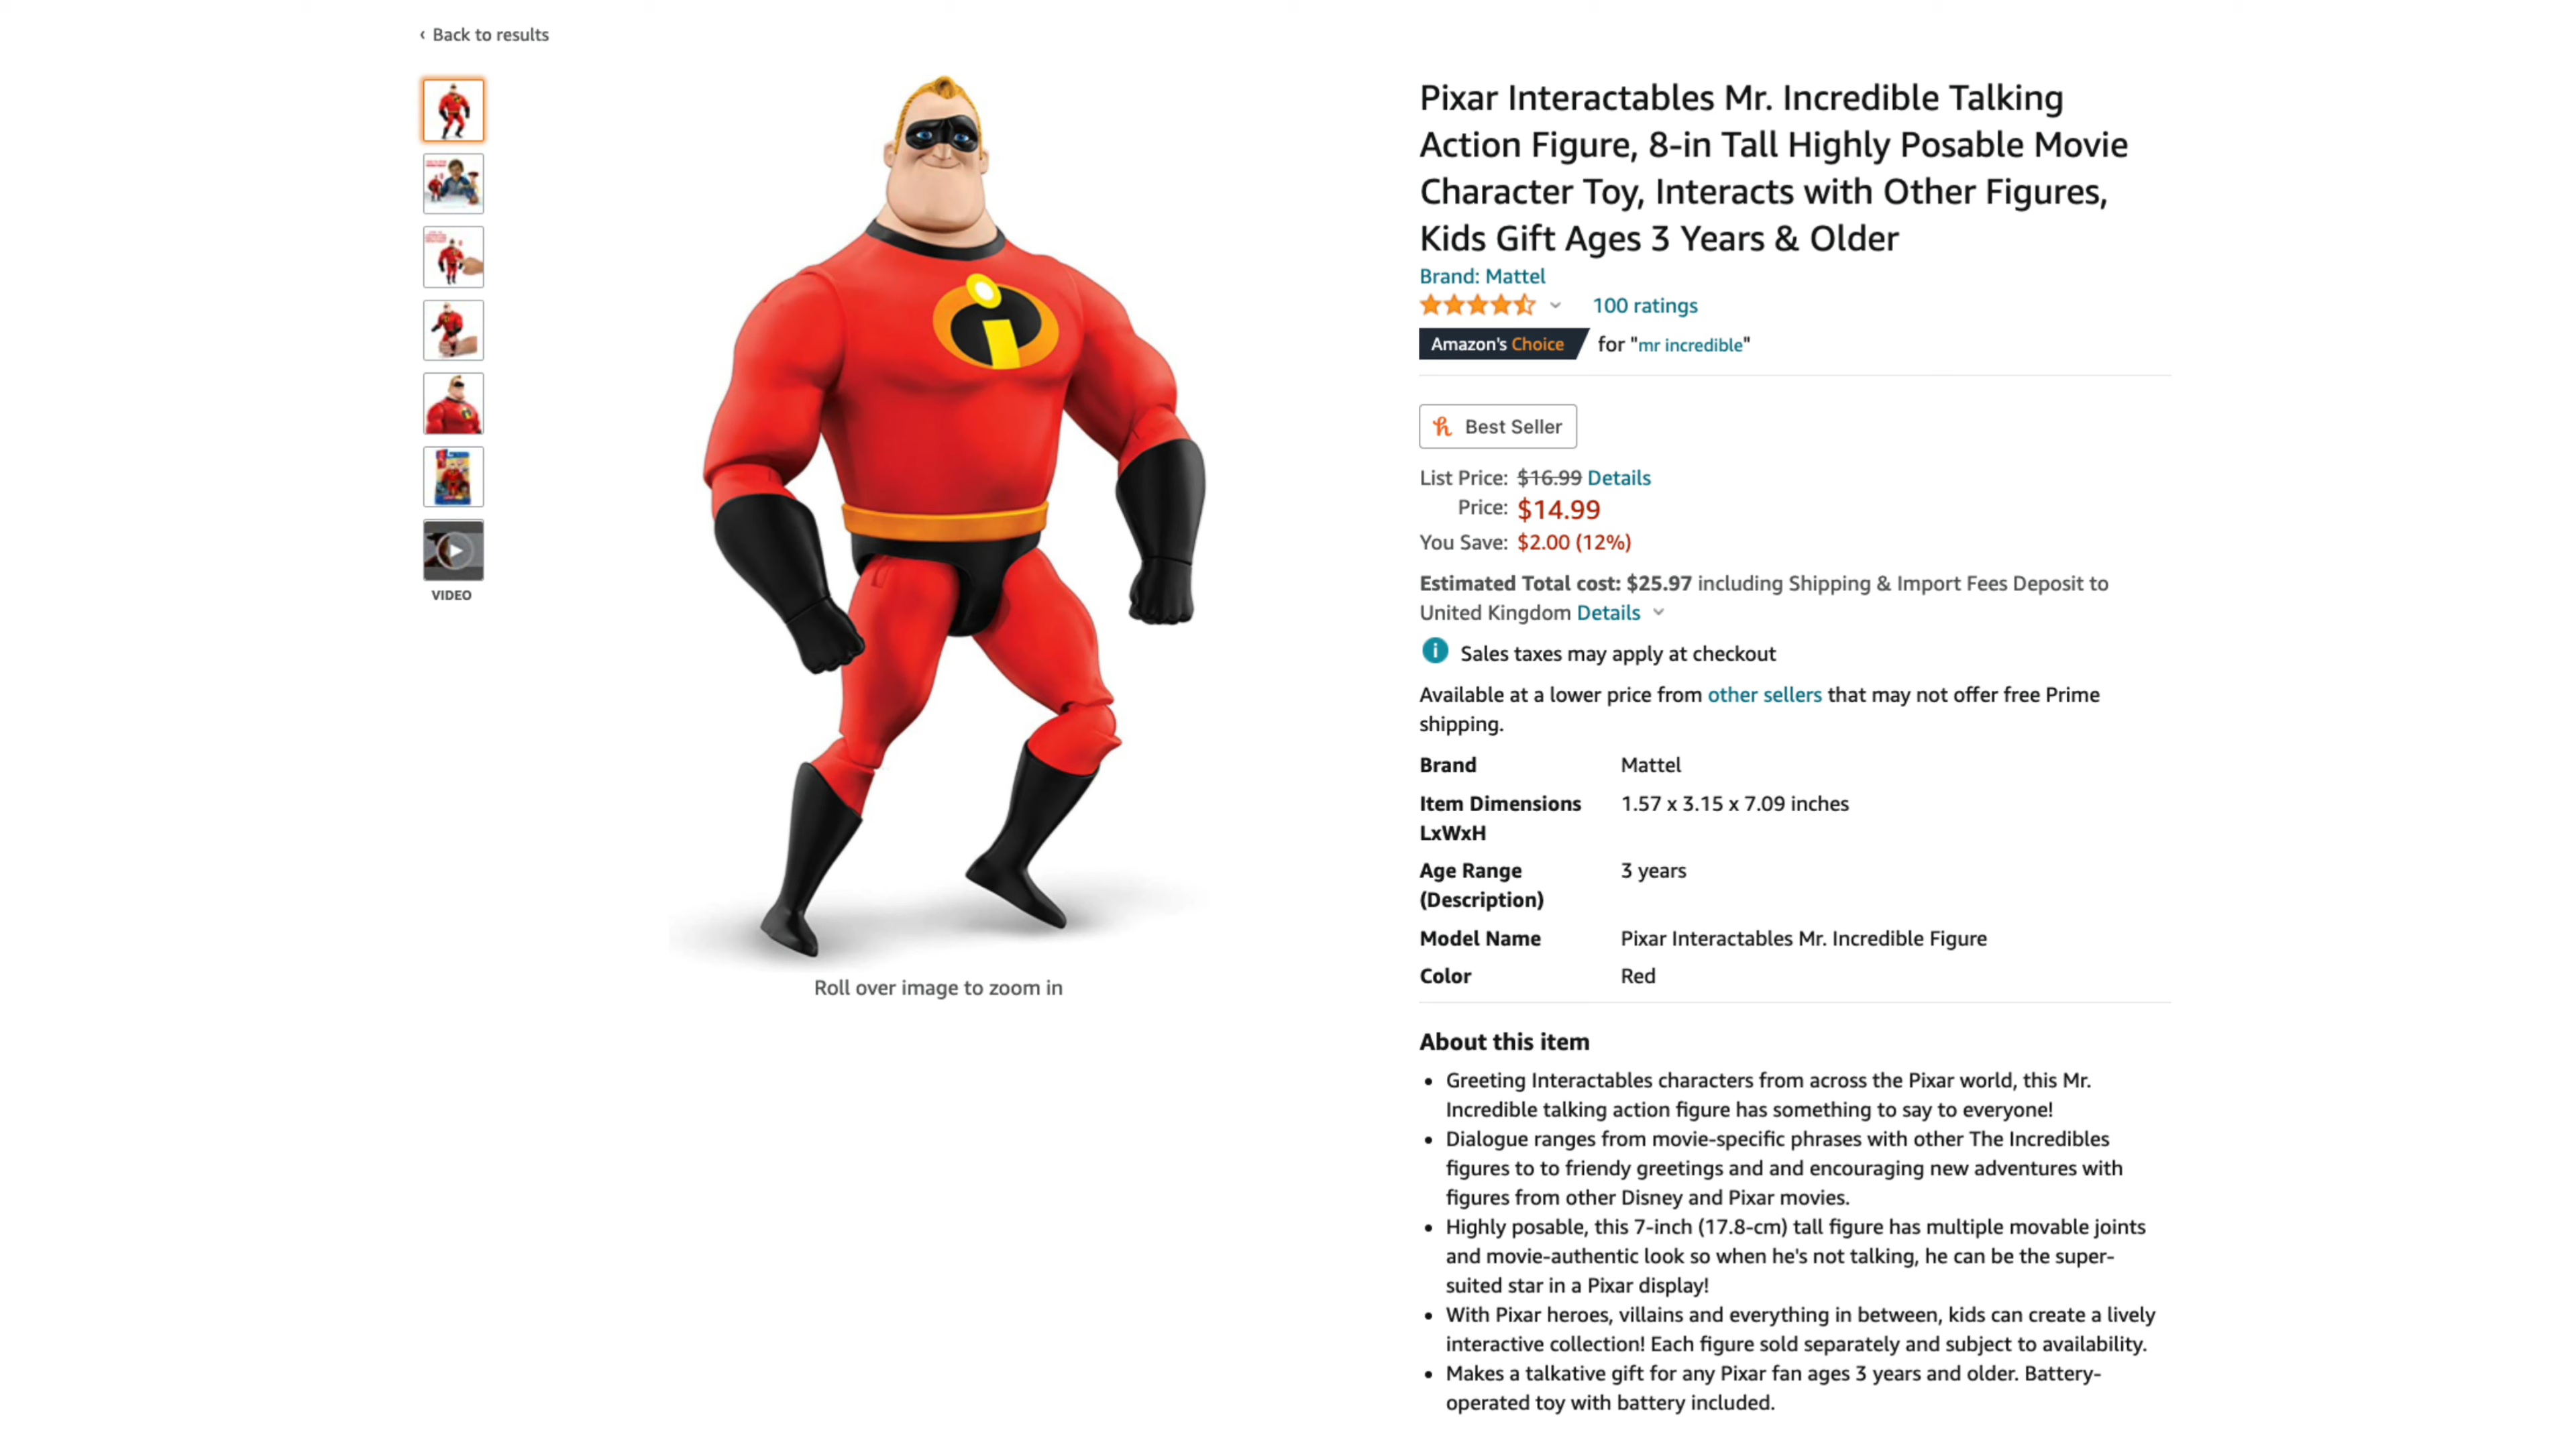 ‹ Back to results
VIDEO
Roll over image to zoom in
Pixar Interactables Mr. Incredible Talking
Action Figure, 8-in Tall Highly Posable Movie
Character Toy, Interacts with Other Figures,
Kids Gift Ages 3 Years & Older
Brand: Mattel
100 ratings
Amazon's Choice for "mr incredible"
Best Seller
List Price: $16.99 Details
Price: $14.99
You Save: $2.00 (12%)
Estimated Total cost: $25.97 including Shipping & Import Fees Deposit to
United Kingdom Details
Sales taxes may apply at checkout
Available at a lower price from other sellers that may not offer free Prime
shipping.
Brand Mattel
Item Dimensions 1.57 x 3.15 x 7.09 inches
LxWxH
Age Range 3 years
(Description)
Model Name Pixar Interactables Mr. Incredible Figure
Color Red
About this item
• Greeting Interactables characters from across the Pixar world, this Mr.
Incredible talking action figure has something to say to everyone!
• Dialogue ranges from movie-specific phrases with other The Incredibles
figures to to friendly greetings and and encouraging new adventures with
figures from other Disney and Pixar movies.
• Highly posable, this 7-inch (17.8-cm) tall figure has multiple movable joints
and movie-authentic look so when he's not talking, he can be the super-
suited star in a Pixar display!
• With Pixar heroes, villains and everything in between, kids can create a lively
interactive collection! Each figure sold separately and subject to availability.
• Makes a talkative gift for any Pixar fan ages 3 years and older. Battery-
operated toy with battery included.